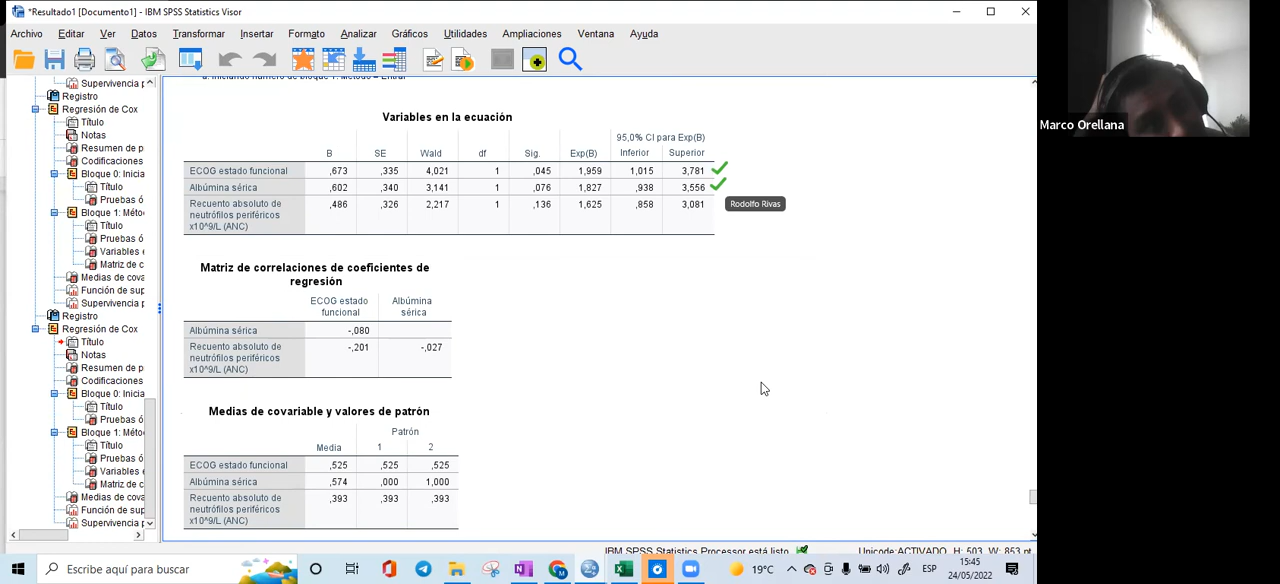 *Resultado1 [Documento1] - IBM SPSS Statistics Visor
Archivo Editar Ver Datos Transformar Insertar Formato Analizar Gráficos Utilidades Ampliaciones Ventana Ayuda
Supervivencia p
Registro
Regresión de Cox
Título
Notas
Resumen de p
Codificaciones
Bloque 0: Inicia
Título
Pruebas ó
Bloque 1: Méto
Título
Pruebas ó
Variables e
Matriz de c
Medias de cova
Función de sup
Supervivencia p
Registro
Regresión de Cox
Título
Notas
Resumen de p
Codificaciones
Bloque 0: Inicia
Título
Pruebas ó
Bloque 1: Méto
Título
Pruebas ó
Variables e
Matriz de c
Medias de cova
Función de sup
Supervivencia p
Variables en la ecuación
95,0% CI para Exp(B)
B SE Wald df Sig. Exp(B) Inferior Superior
ECOG estado funcional ,673 ,335 4,021 1 ,045 1,959 1,015 3,781
Albúmina sérica ,602 ,340 3,141 1 ,076 1,827 ,938 3,556
Recuento absoluto de ,486 ,326 2,217 1 ,136 1,625 ,858 3,081
neutrófilos periféricos
x10^9/L (ANC)
Rodolfo Rivas
Matriz de correlaciones de coeficientes de
regresión
ECOG estado Albúmina
funcional sérica
Albúmina sérica -,080
Recuento absoluto de -,201 -,027
neutrófilos periféricos
x10^9/L (ANC)
Medias de covariable y valores de patrón
Patrón
Media 1 2
ECOG estado funcional ,525 ,525 ,525
Albúmina sérica ,574 ,000 1,000
Recuento absoluto de ,393 ,393 ,393
neutrófilos periféricos
x10^9/L (ANC)
IBM SPSS Statistics Processor está listo Unicode:ACTIVADO H: 503, W: 853 pt
Escribe aquí para buscar
19°C
ESP
15:45
24/05/2022
Marco Orellana